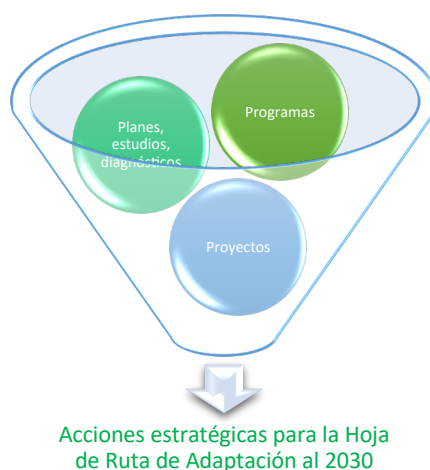 Programas
Planes,
estudios,
diagnósticos
Proyectos
Acciones estratégicas para la Hoja
de Ruta de Adaptación al 2030